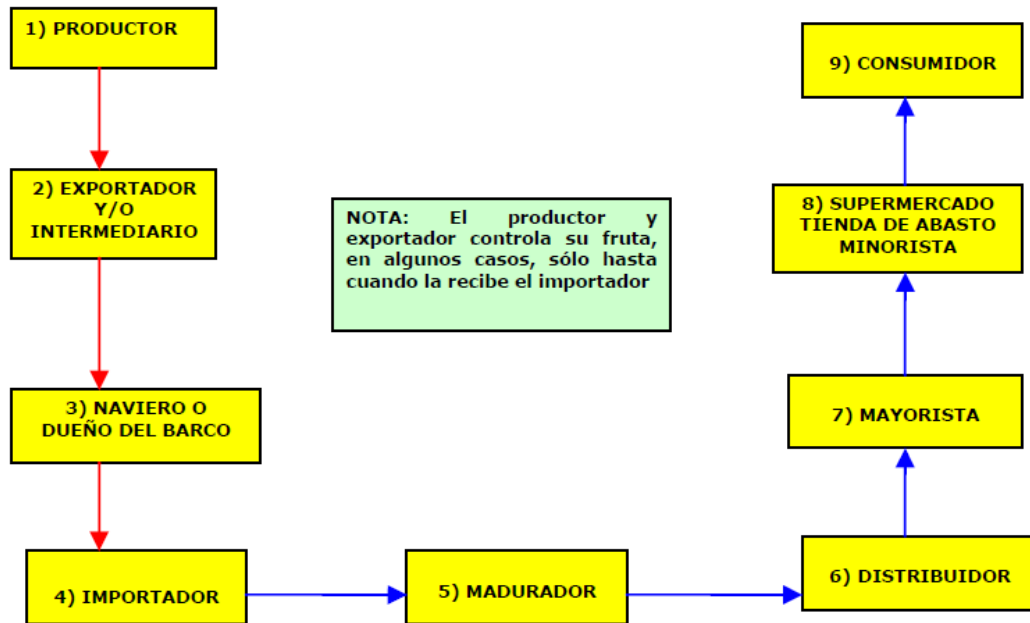 1) PRODUCTOR
2) EXPORTADOR
Y/O
INTERMEDIARIO
3) NAVIERO O
DUEÑO DEL BARCO
4) IMPORTADOR
5) MADURADOR
6) DISTRIBUIDOR
7) MAYORISTA
8) SUPERMERCADO
TIENDA DE ABASTO
MINORISTA
9) CONSUMIDOR
NOTA: El productor y
exportador controla su fruta,
en algunos casos, sólo hasta
cuando la recibe el importador